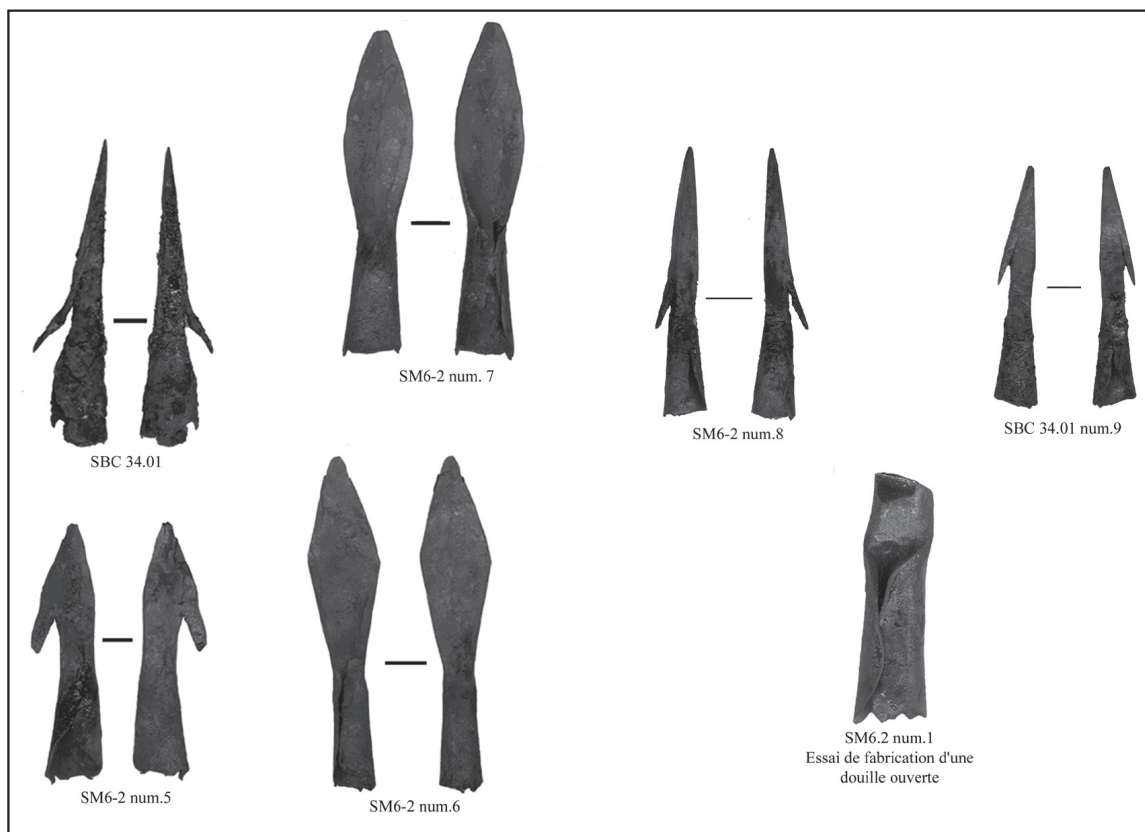 SM6-2 num. 7
SBC 34.01
SM6-2 num.8
SBC 34.01 num.9
SM6-2 num.5
SM6-2 num.6
SM6.2 num.1
Essai de fabrication d'une
douille ouverte